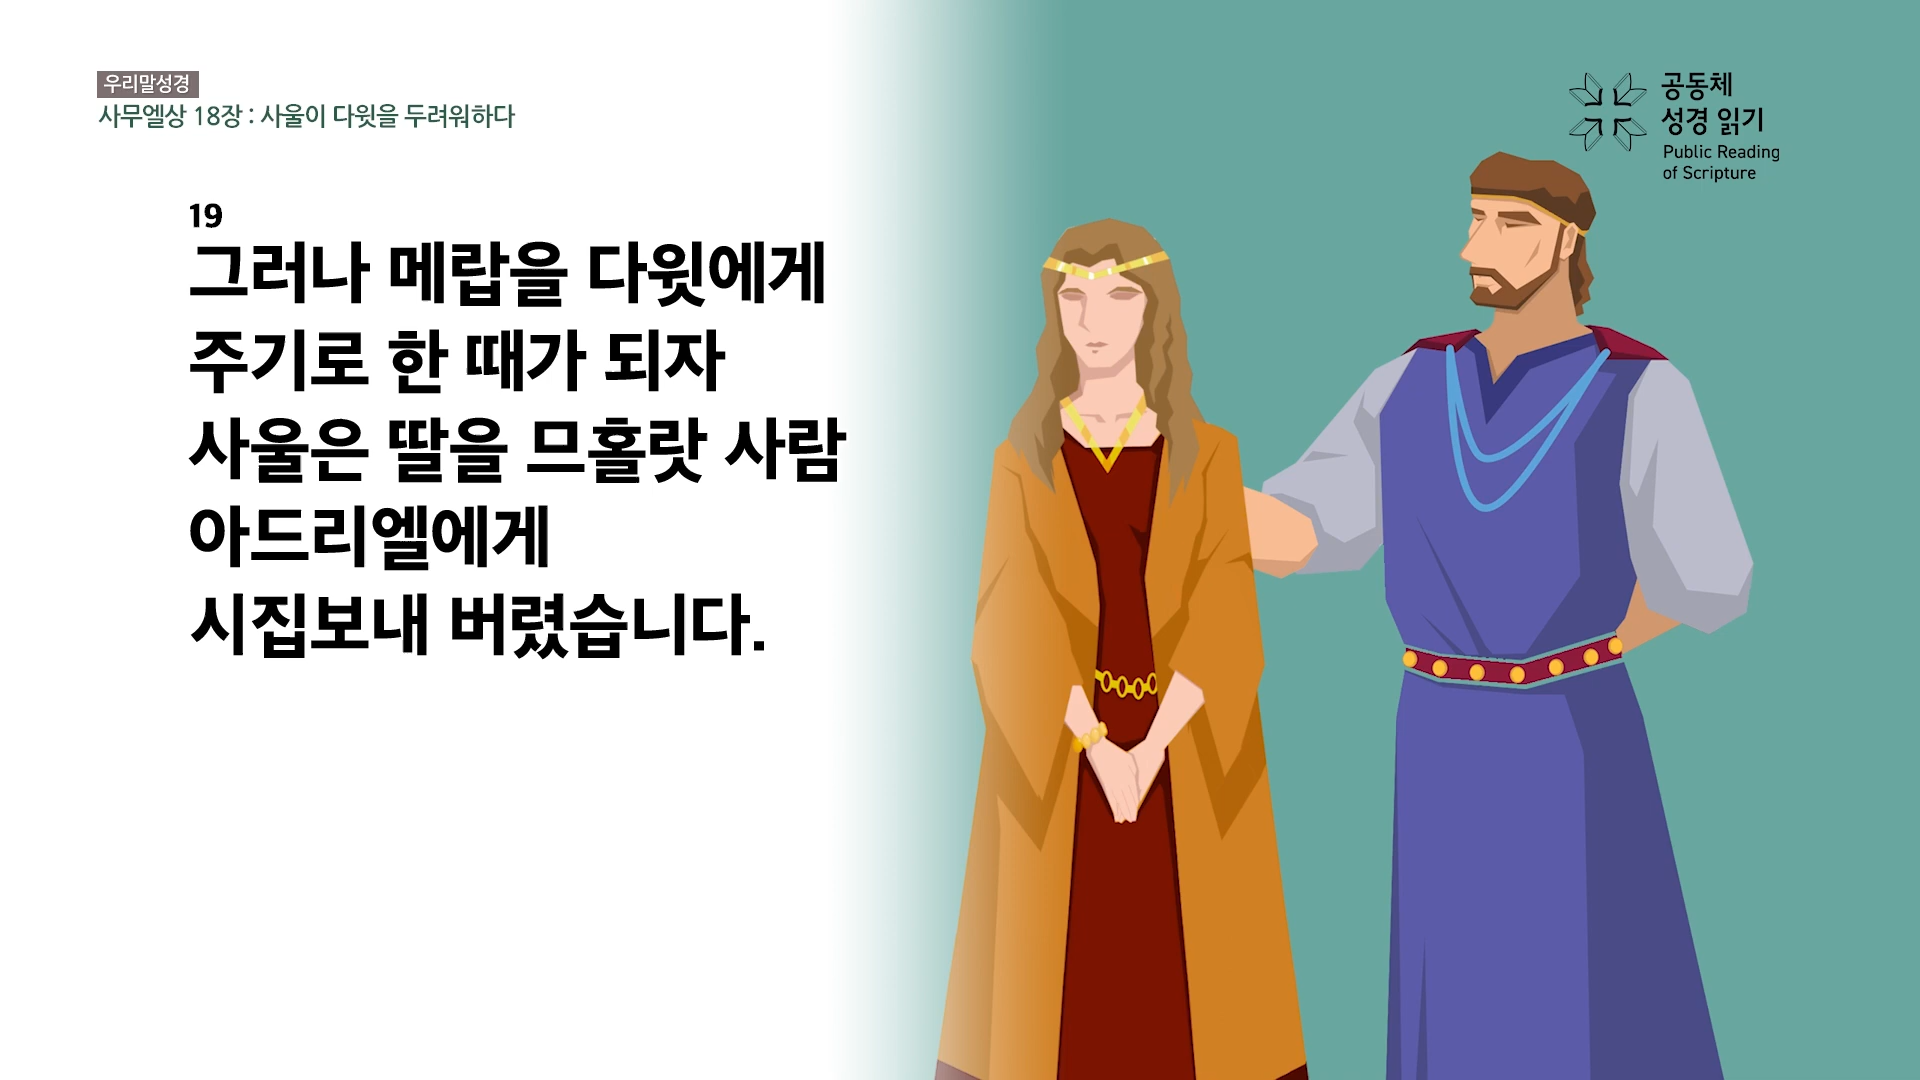 우리말성경
사무엘상 18장 : 사울이 다윗을 두려워하다
19
그러나 메랍을 다윗에게
주기로 한 때가 되자
사울은 딸을 므홀랏 사람
아드리엘에게
시집보내 버렸습니다.
공동체
성경 읽기
Public Reading
of Scripture